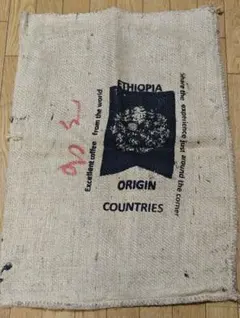 ETHIOPIA
Excellent coffee from the world
share the experience just around the corner
ORIGIN
COUNTRIES